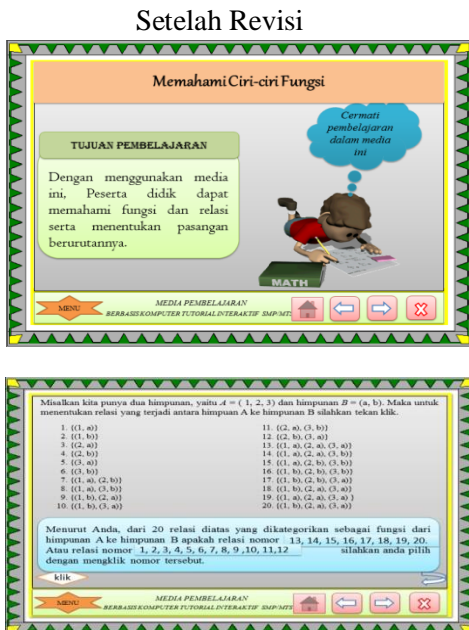 Setelah Revisi
Memahami Ciri-ciri Fungsi
Cermati
pembelajaran
dalam media
ini
TUJUAN PEMBELAJARAN
Dengan menggunakan media
ini, Peserta didik dapat
memahami fungsi dan relasi
serta menentukan pasangan
berurutannya.
MATH
MENU
MEDIA PEMBELAJARAN
BERBASIS KOMPUTER TUTORIAL INTERAKTIF SMP/MTS
Misalkan kita punya dua himpunan, yaitu A = ( 1, 2, 3) dan himpunan B = (a, b). Maka untuk
menentukan relasi yang terjadi antara himpuan A ke himpunan B silahkan tekan klik.
1. {(1, a)}
2. {(1, b)}
3. {(2, a)}
4. {(2, b)}
5. {(3, a)}
6. {(3, b)}
7. {(1, a), (2, b)}
8. {(1, a), (3, b)}
9. {(1, b), (2, a)}
10. {(1, b), (3, a)}
11. {(2, a), (3, b)}
12. {(2, b), (3, a)}
13. {(1, a), (2, a), (3, a)}
14. {(1, a), (2, a), (3, b)}
15. {(1, a), (2, b), (3, b)}
16. {(1, b), (2, b), (3, b)}
17. {(1, b), (2, b), (3, a)}
18. {(1, b), (2, a), (3, a)}
19. {(1, a), (2, a), (3, a) }
20. {(1, b), (2, a), (3, a)}
Menurut Anda, dari 20 relasi diatas yang dikategorikan sebagai fungsi dari
himpunan A ke himpunan B apakah relasi nomor 13, 14, 15, 16, 17, 18, 19, 20.
Atau relasi nomor 1, 2, 3, 4, 5, 6, 7, 8, 9 ,10, 11,12 silahkan anda pilih
dengan mengklik nomor tersebut.
klik
MENU
MEDIA PEMBELAJARAN
BERBASIS KOMPUTER TUTORIAL INTERAKTIF SMP/MTS